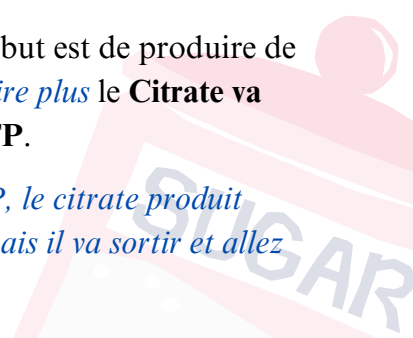 but est de produire de
ire plus le Citrate va
P.
P, le citrate produit
ais il va sortir et allez
SUGAR